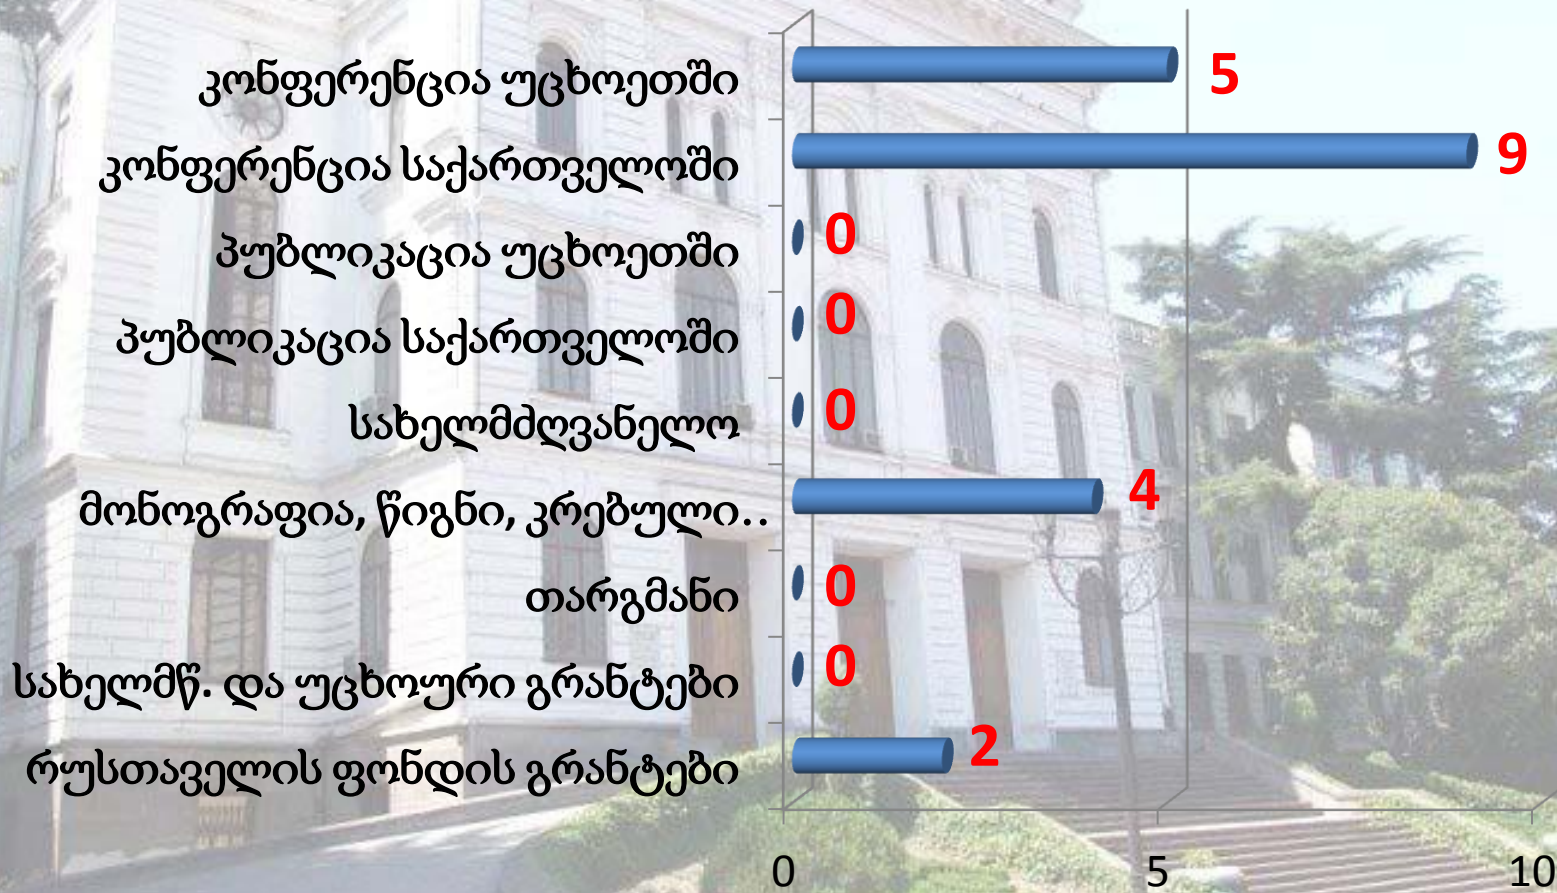 კონფერენცია უცხოეთში 5
კონფერენცია საქართველოში 9
პუბლიკაცია უცხოეთში 0
პუბლიკაცია საქართველოში 0
სახელმძღვანელო 0
მონოგრაფია, წიგნი, კრებული.. 4
თარგმანი 0
სახელმწ. და უცხოური გრანტები 0
რუსთაველის ფონდის გრანტები 2
0 5 10